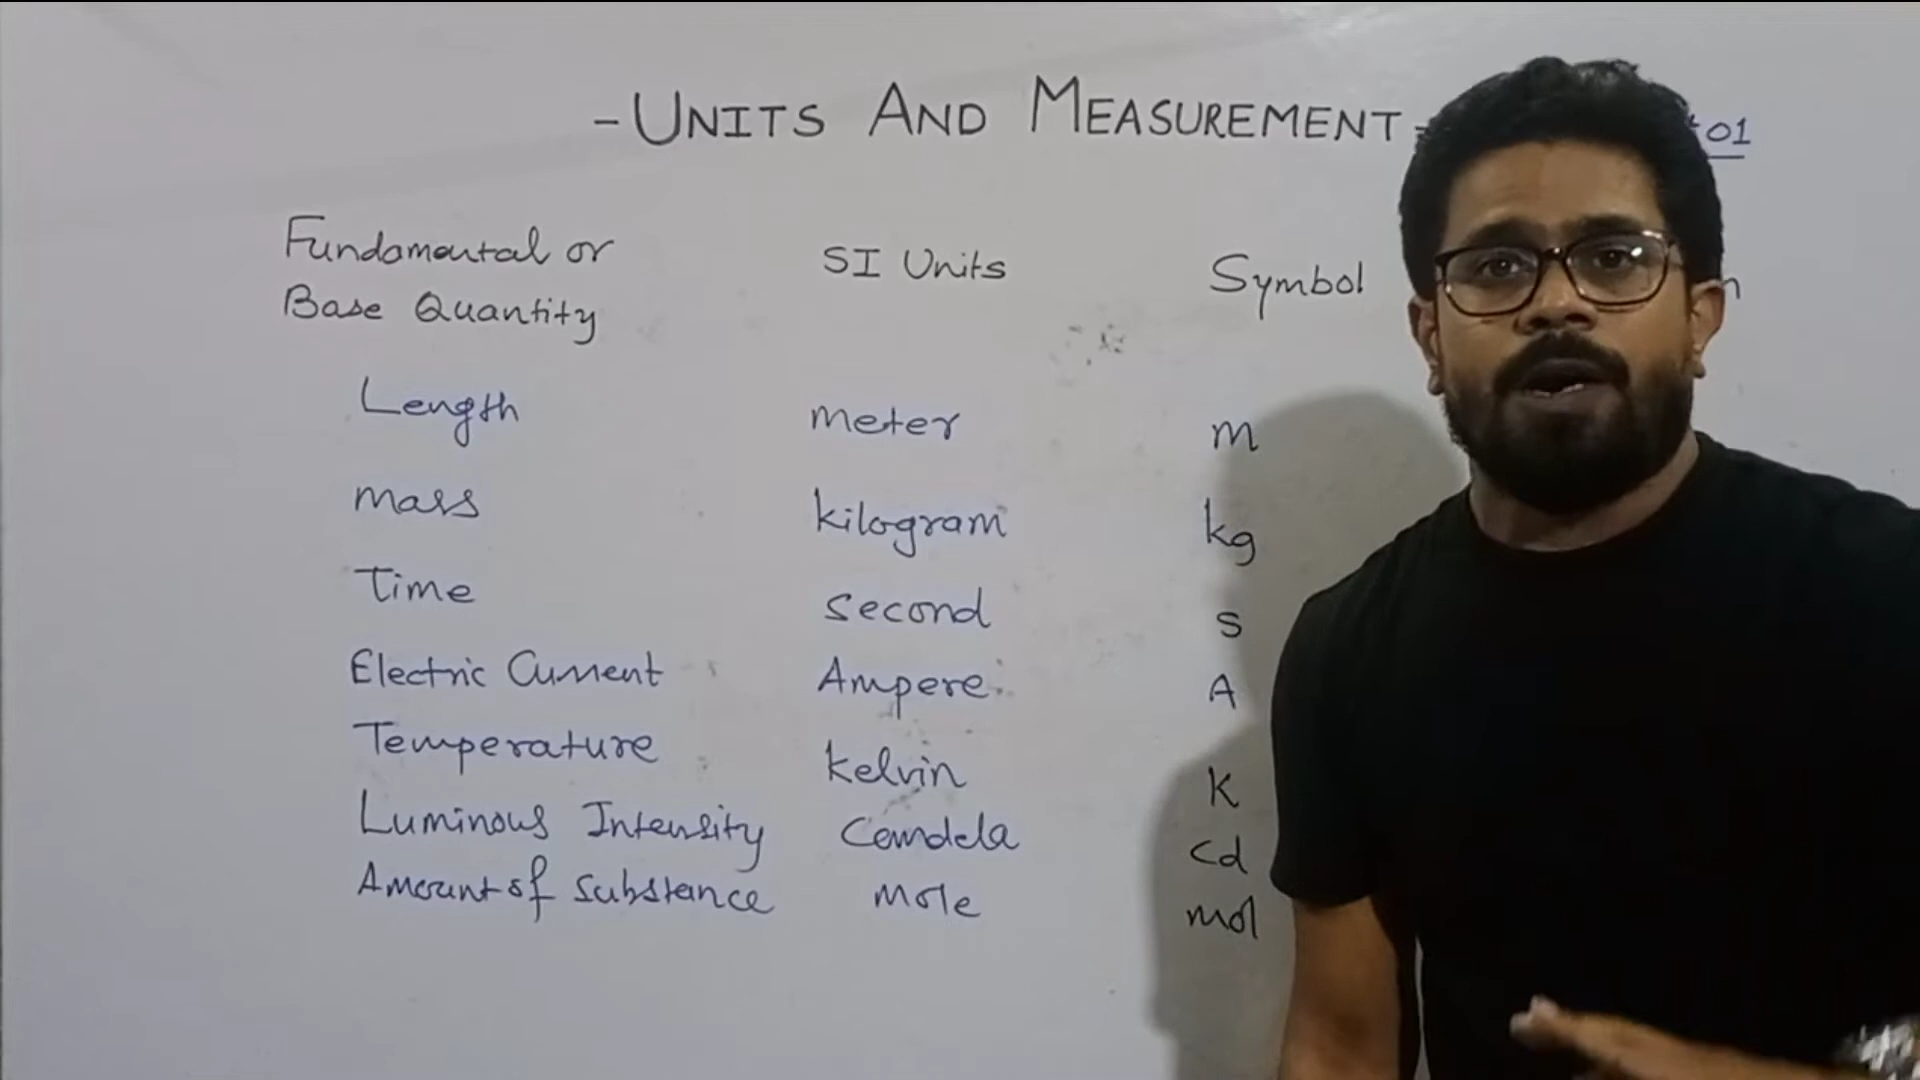 - UNITS AND MEASUREMENT -
01
Fundamental or
Base Quantity
SI Units
Symbol
Length meter m
Mass kilogram kg
Time second s
Electric Current Ampere A
Temperature kelvin K
Luminous Intensity Candela Cd
Amount of substance Mole mol